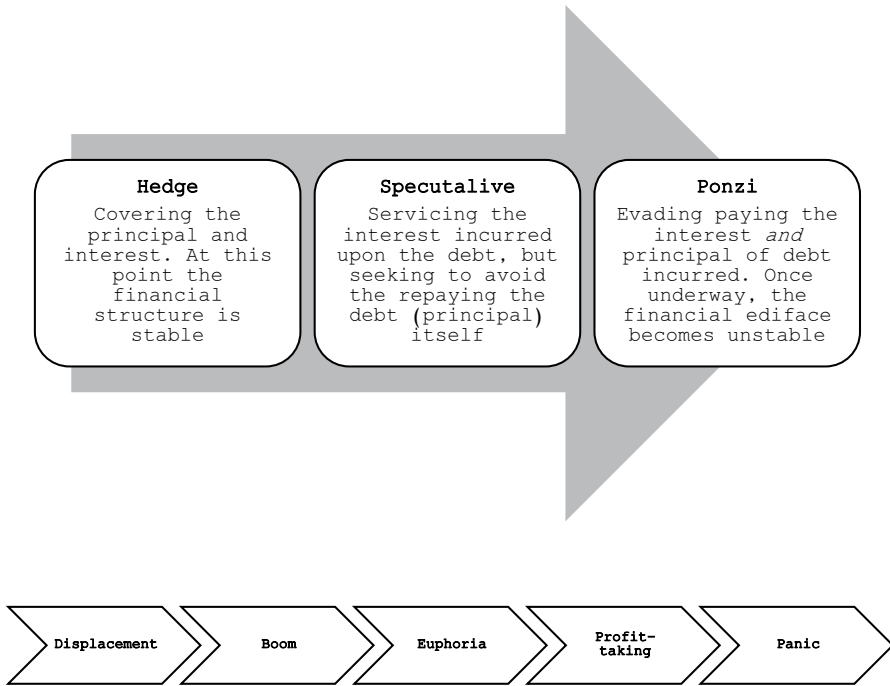 Hedge
Covering the
principal and
interest. At this
point the
financial
structure is
stable
Specutalive
Servicing the
interest incurred
upon the debt, but
seeking to avoid
the repaying the
debt (principal)
itself
Ponzi
Evading paying the
interest and
principal of debt
incurred. Once
underway, the
financial ediface
becomes unstable
Displacement
Boom
Euphoria
Profit-
taking
Panic